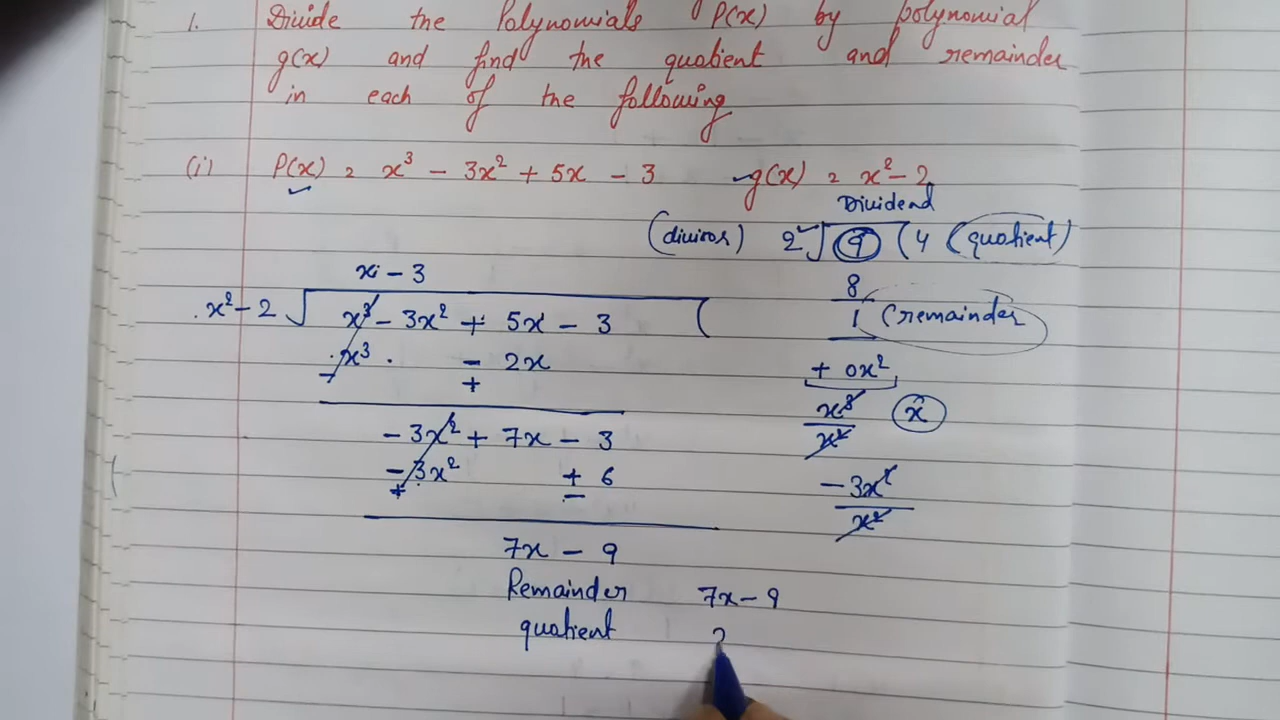 1. Divide the Polynomials P(x) by polynomial
g(x) and find the quotient and remainder
in each of the following
(i) P(x) = x³ - 3x² + 5x - 3 g(x) = x² - 2
Dividend
(divisor) 2 9 ( 4 (quotient)
8
1 (remainder
x - 3
x² - 2 x³ - 3x² + 5x - 3 (
x³ - 2x
- +
+ 0x²
x³ x
x²
- 3x² + 7x - 3
- 3x² + 6
+ -
- 3x²
x²
7x - 9
Remainder 7x - 9
quotient